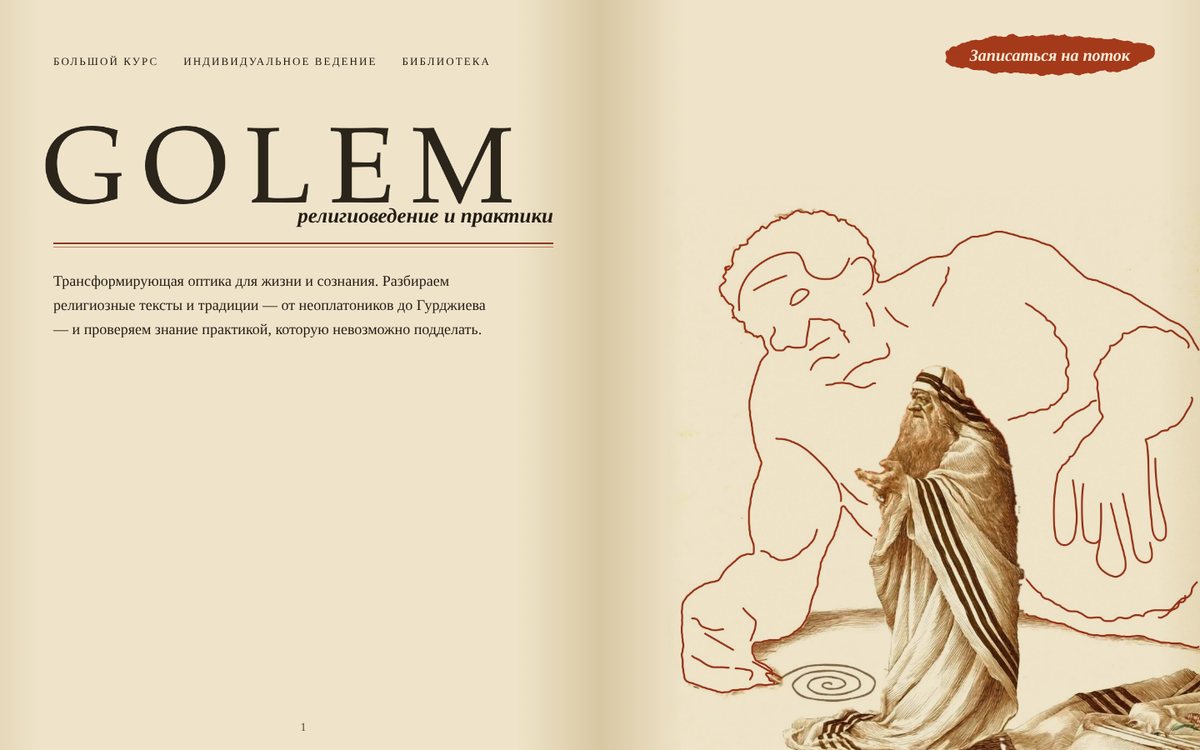 БОЛЬШОЙ КУРС ИНДИВИДУАЛЬНОЕ ВЕДЕНИЕ БИБЛИОТЕКА
Записаться на поток
GOLEM
религиоведение и практики
Трансформирующая оптика для жизни и сознания. Разбираем
религиозные тексты и традиции — от неоплатоников до Гурджиева
— и проверяем знание практикой, которую невозможно подделать.
1